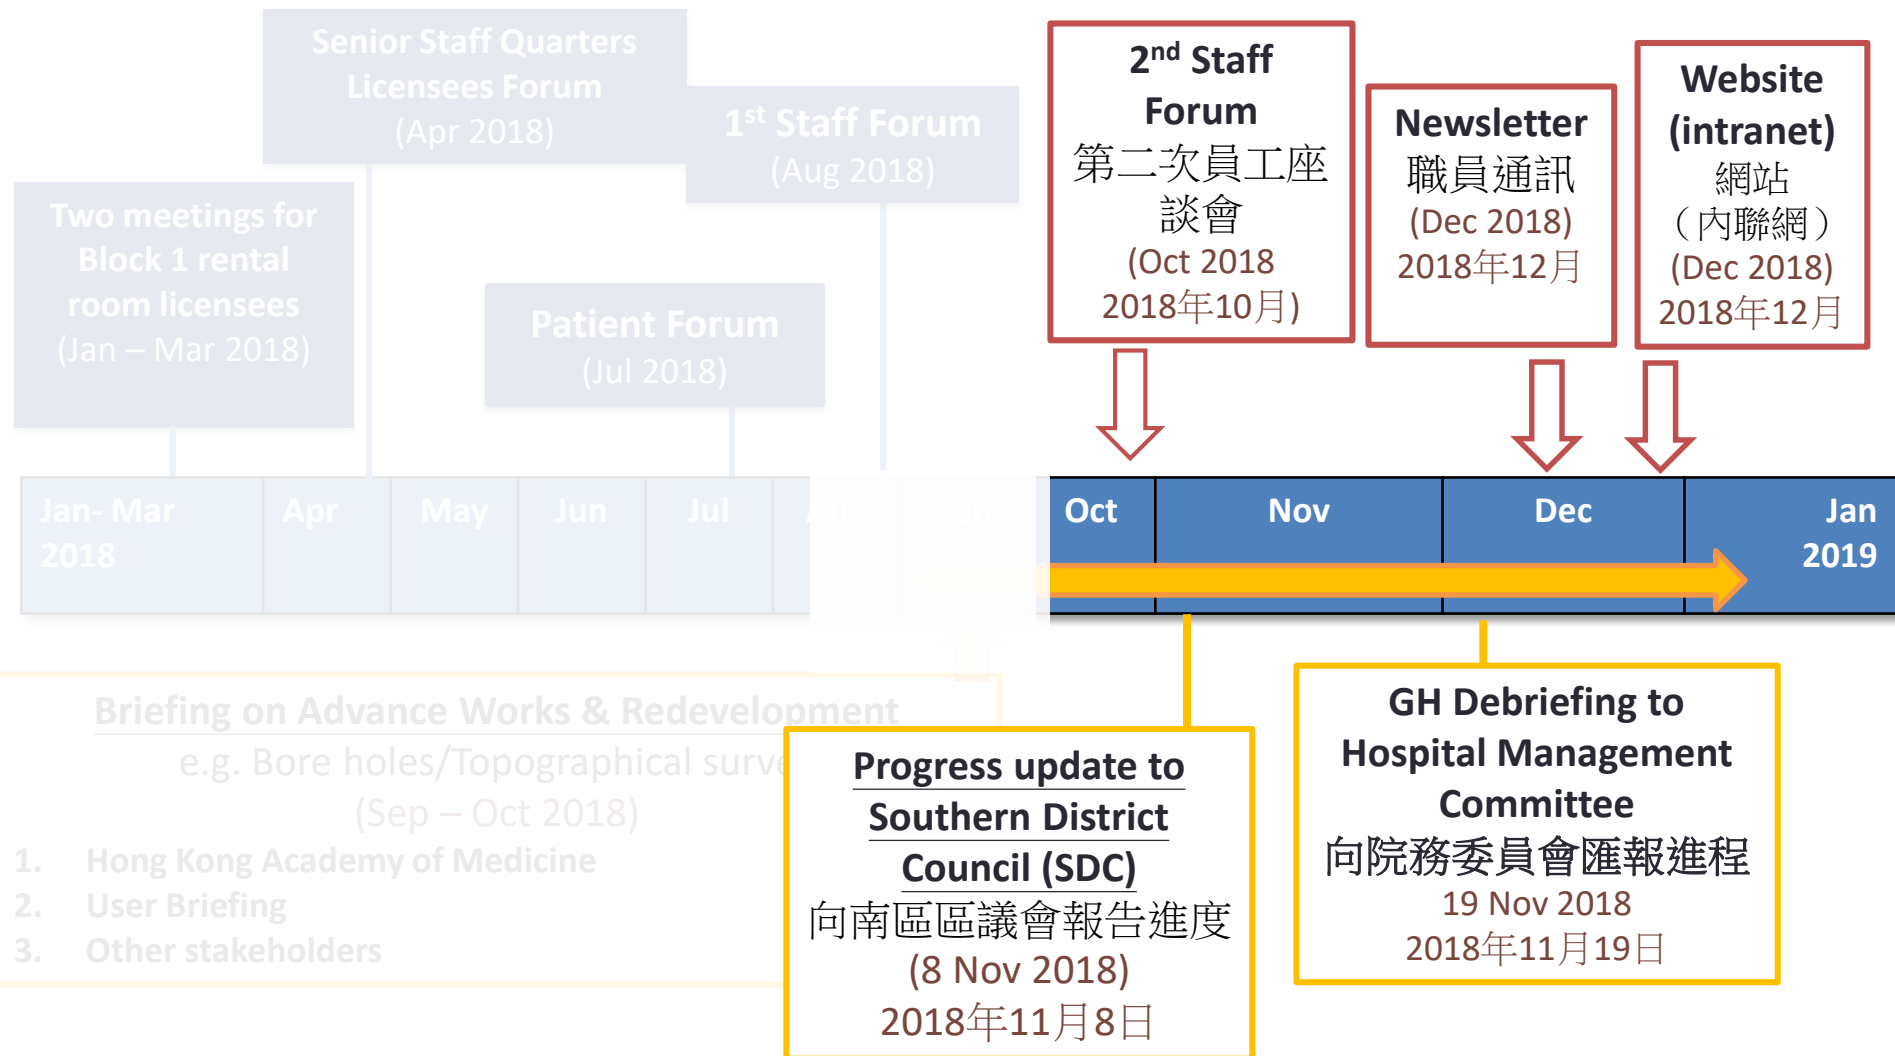 Senior Staff Quarters
Licensees Forum
(Apr 2018)
1st Staff Forum
(Aug 2018)
Two meetings for
Block 1 rental
room licensees
(Jan – Mar 2018)
Patient Forum
(Jul 2018)
2nd Staff
Forum
第二次員工座
談會
(Oct 2018
2018年10月)
Newsletter
職員通訊
(Dec 2018)
2018年12月
Website
(intranet)
網站
（內聯網）
(Dec 2018)
2018年12月
Jan- Mar
2018
Apr
May
Jun
Jul
Aug
Sep
Oct
Nov
Dec
Jan
2019
Briefing on Advance Works & Redevelopment
e.g. Bore holes/Topographical surve
(Sep – Oct 2018)
1. Hong Kong Academy of Medicine
2. User Briefing
3. Other stakeholders
Progress update to
Southern District
Council (SDC)
向南區區議會報告進度
(8 Nov 2018)
2018年11月8日
GH Debriefing to
Hospital Management
Committee
向院務委員會匯報進程
19 Nov 2018
2018年11月19日